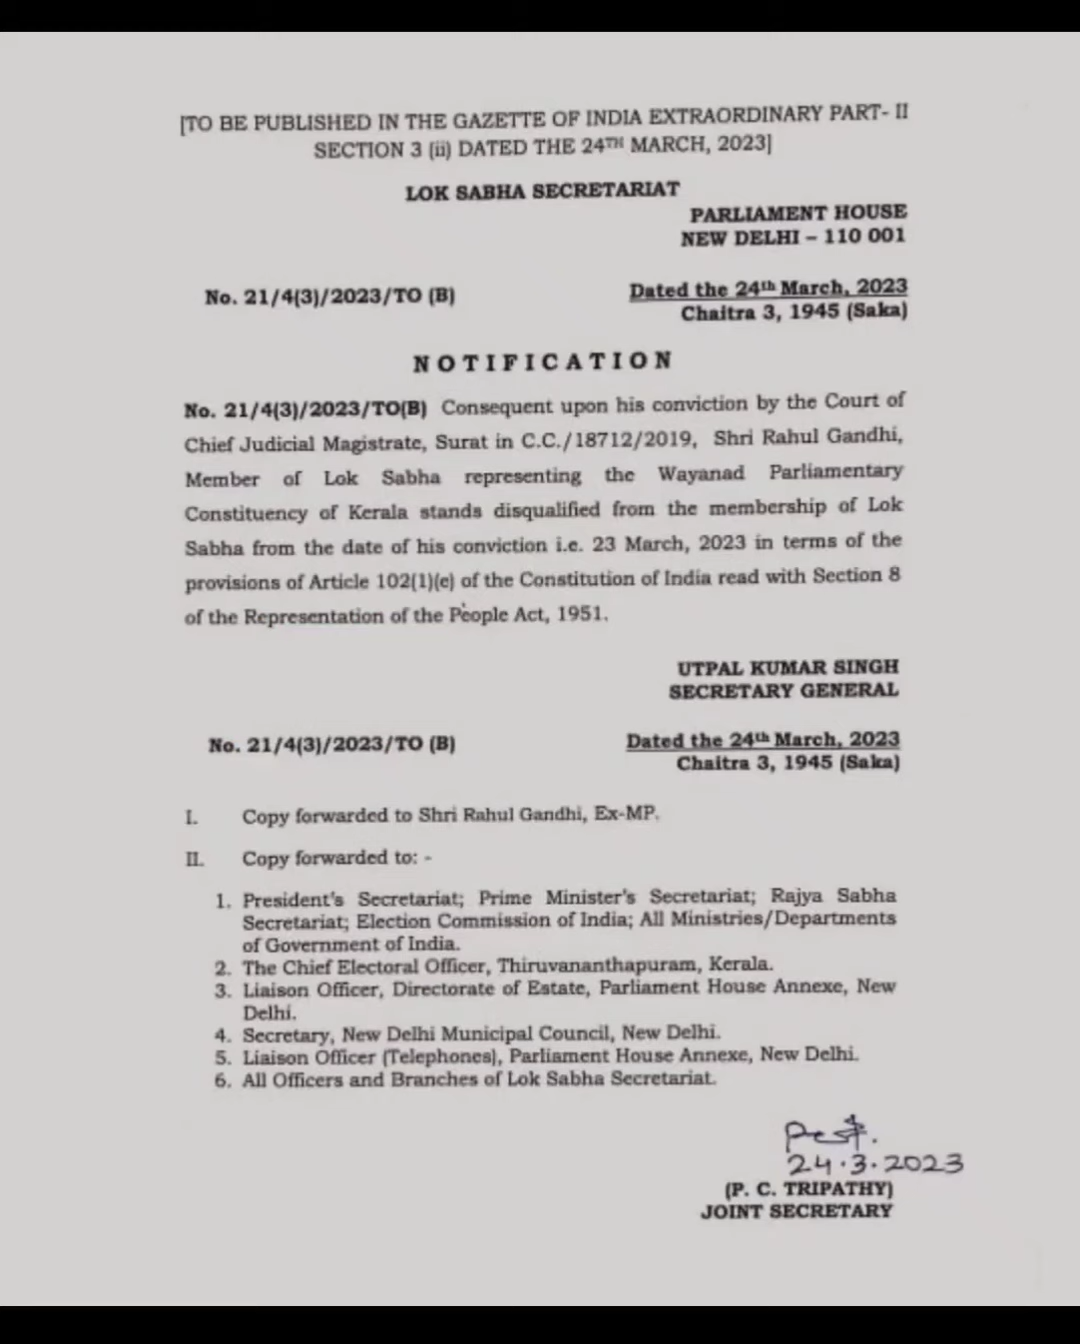 [TO BE PUBLISHED IN THE GAZETTE OF INDIA EXTRAORDINARY PART- II
SECTION 3 (ii) DATED THE 24TH MARCH, 2023]
LOK SABHA SECRETARIAT
PARLIAMENT HOUSE
NEW DELHI – 110 001
No. 21/4(3)/2023/TO (B)
Dated the 24th March, 2023
Chaitra 3, 1945 (Saka)
NOTIFICATION
No. 21/4(3)/2023/TO(B) Consequent upon his conviction by the Court of
Chief Judicial Magistrate, Surat in C.C./18712/2019, Shri Rahul Gandhi,
Member of Lok Sabha representing the Wayanad Parliamentary
Constituency of Kerala stands disqualified from the membership of Lok
Sabha from the date of his conviction i.e. 23 March, 2023 in terms of the
provisions of Article 102(1)(e) of the Constitution of India read with Section 8
of the Representation of the People Act, 1951.
UTPAL KUMAR SINGH
SECRETARY GENERAL
No. 21/4(3)/2023/TO (B)
Dated the 24th March, 2023
Chaitra 3, 1945 (Saka)
I. Copy forwarded to Shri Rahul Gandhi, Ex-MP.
II. Copy forwarded to: -
1. President's Secretariat; Prime Minister's Secretariat; Rajya Sabha
Secretariat; Election Commission of India; All Ministries/Departments
of Government of India.
2. The Chief Electoral Officer, Thiruvananthapuram, Kerala.
3. Liaison Officer, Directorate of Estate, Parliament House Annexe, New
Delhi.
4. Secretary, New Delhi Municipal Council, New Delhi.
5. Liaison Officer (Telephones), Parliament House Annexe, New Delhi.
6. All Officers and Branches of Lok Sabha Secretariat.
24.3.2023
(P. C. TRIPATHY)
JOINT SECRETARY